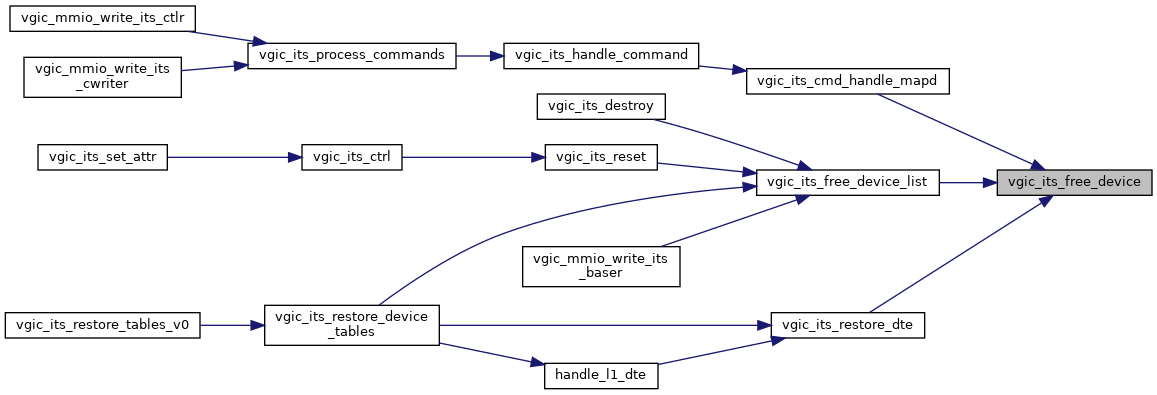 vgic_mmio_write_its_ctlr
vgic_its_process_commands
vgic_its_handle_command
vgic_mmio_write_its
_cwriter
vgic_its_cmd_handle_mapd
vgic_its_destroy
vgic_its_set_attr
vgic_its_ctrl
vgic_its_reset
vgic_its_free_device_list
vgic_its_free_device
vgic_mmio_write_its
_baser
vgic_its_restore_tables_v0
vgic_its_restore_device
_tables
vgic_its_restore_dte
handle_l1_dte